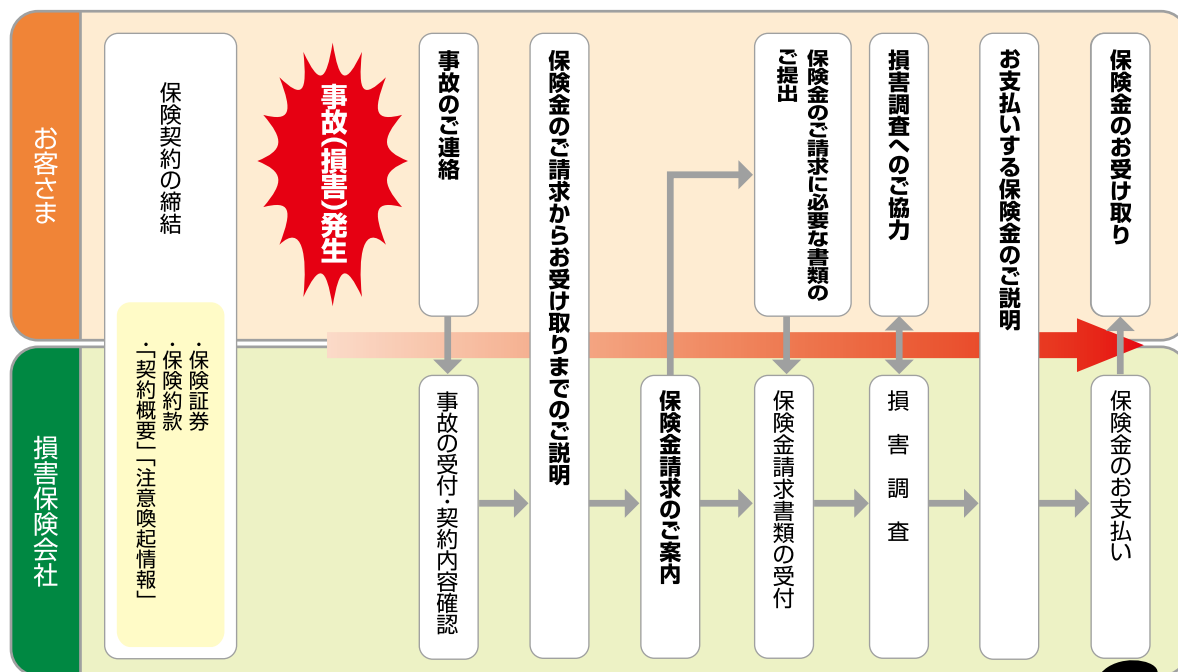 お客さま
損害保険会社
保険契約の締結
・保険証券
・保険約款
・「契約概要」「注意喚起情報」
事故(損害)発生
事故のご連絡
事故の受付・契約内容確認
保険金のご請求からお受け取りまでのご説明
保険金請求のご案内
保険金のご請求に必要な書類の
ご提出
保険金請求書類の受付
損害調査へのご協力
損害調査
お支払いする保険金のご説明
保険金のお受け取り
保険金のお支払い